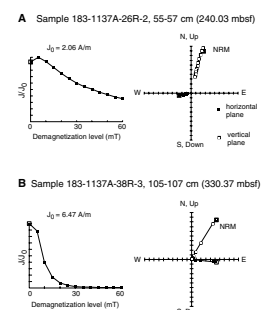 A Sample 183-1137A-26R-2, 55-57 cm (240.03 mbsf)
J0 = 2.06 A/m
J/J0
0 30 60
Demagnetization level (mT)
N, Up
NRM
W E
S, Down
horizontal plane
vertical plane
B Sample 183-1137A-38R-3, 105-107 cm (330.37 mbsf)
J0 = 6.47 A/m
J/J0
0 30 60
Demagnetization level (mT)
N, Up
NRM
W E